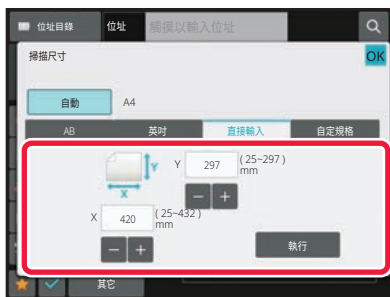 位址目錄 位址 觸摸以輸入位址
掃描尺寸 OK
自動 A4
AB 英吋 直接輸入 自定規格
Y Y 297 (25~297) mm
X
X 420 (25~432) mm
執行
其它